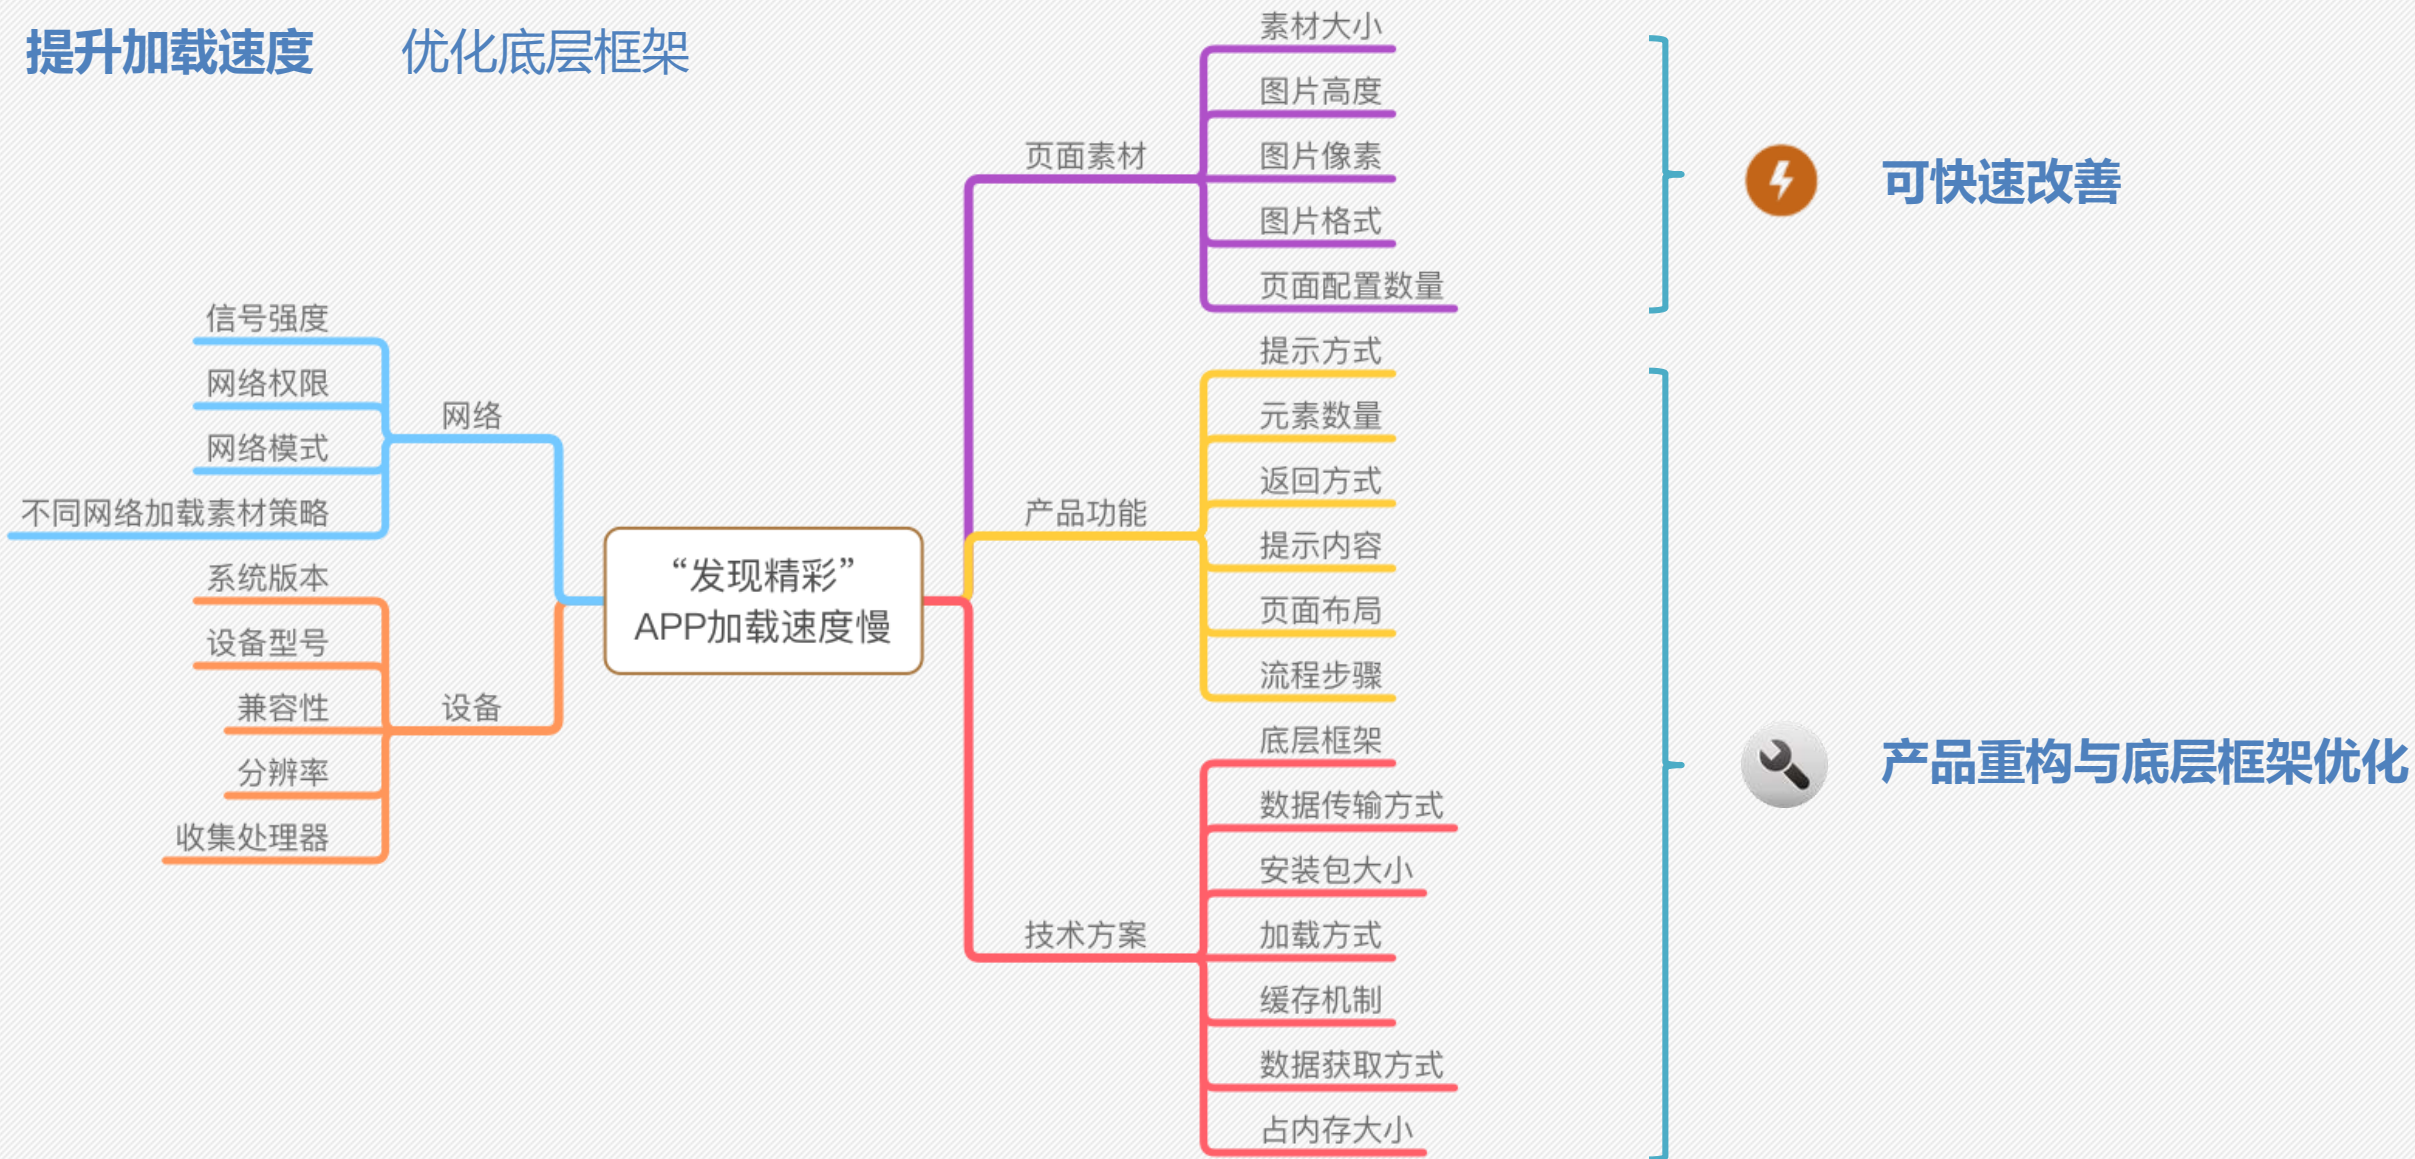 提升加载速度 优化底层框架
素材大小
图片高度
图片像素
图片格式
页面配置数量
页面素材
可快速改善
信号强度
网络权限
网络模式
不同网络加载素材策略
网络
系统版本
设备型号
兼容性
分辨率
收集处理器
设备
“发现精彩”
APP加载速度慢
提示方式
元素数量
返回方式
提示内容
页面布局
流程步骤
产品功能
底层框架
数据传输方式
安装包大小
加载方式
缓存机制
数据获取方式
占内存大小
技术方案
产品重构与底层框架优化